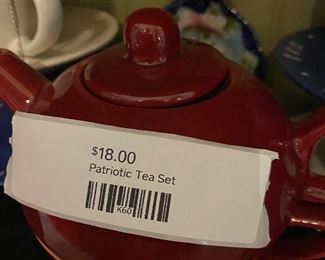 $18.00
Patriotic Tea Set
K60